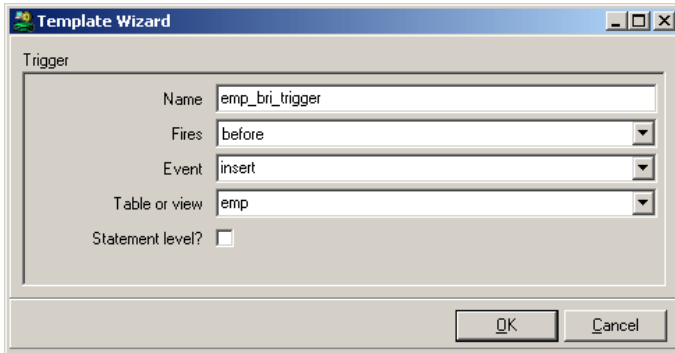 Template Wizard
Trigger
Name emp_bri_trigger
Fires before
Event insert
Table or view emp
Statement level?
OK Cancel